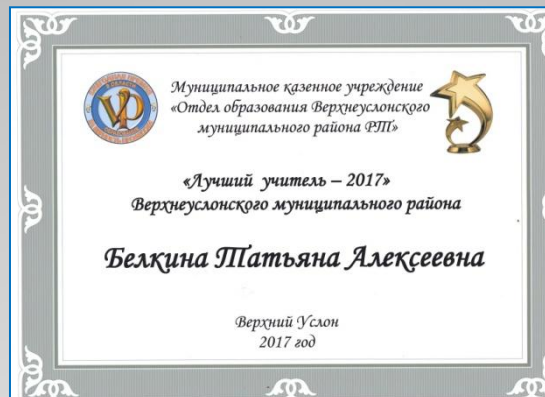 Муниципальное казенное учреждение
«Отдел образования Верхнеуслонского
муниципального района РТ»
«Лучший учитель – 2017»
Верхнеуслонского муниципального района
Белкина Татьяна Алексеевна
Верхний Услон
2017 год